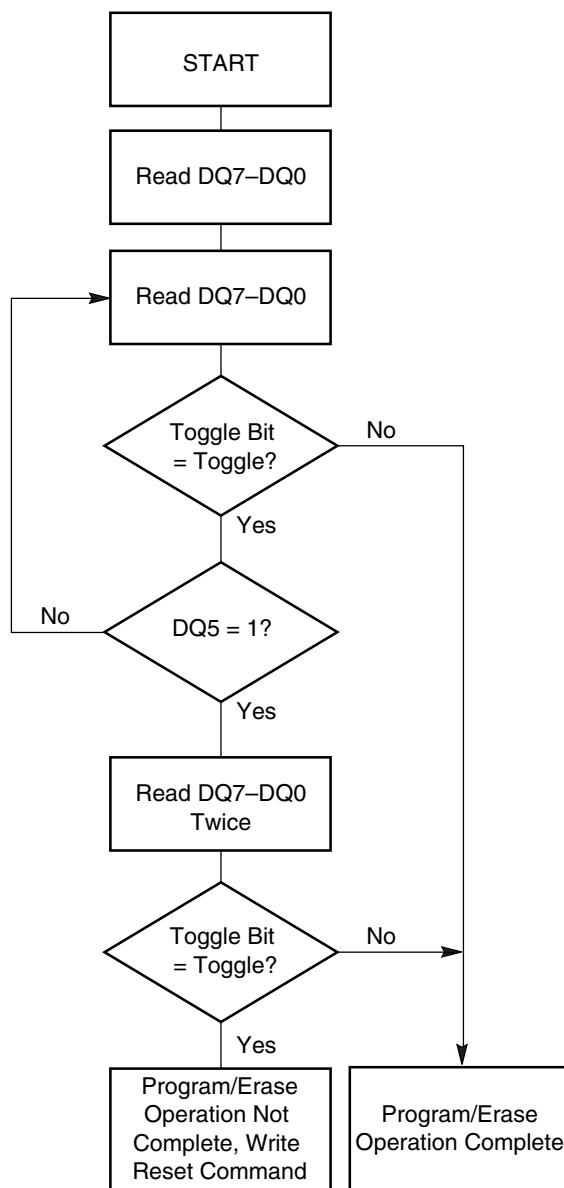 START
Read DQ7–DQ0
Read DQ7–DQ0
Toggle Bit
= Toggle?
No
Yes
No
DQ5 = 1?
Yes
Read DQ7–DQ0
Twice
Toggle Bit
= Toggle?
No
Yes
Program/Erase
Operation Not
Complete, Write
Reset Command
Program/Erase
Operation Complete